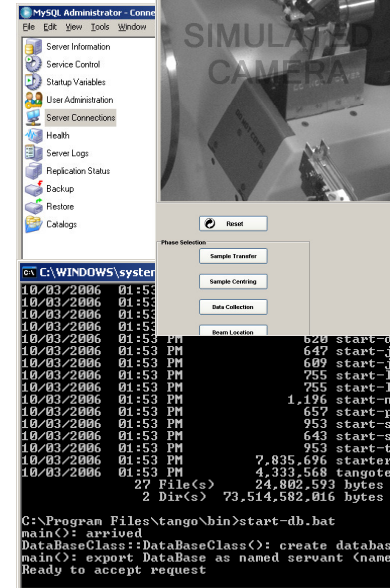 MySQL Administrator - Conne
File Edit View Tools Window
Server Information
Service Control
Startup Variables
User Administration
Server Connections
Health
Server Logs
Replication Status
Backup
Restore
Catalogs
SIMULATED
CAMERA
Reset
Phase Selection
Sample Transfer
Sample Centring
Data Collection
Beam Location
C:\WINDOWS\system
10/03/2006 01:53
10/03/2006 01:53
10/03/2006 01:53
10/03/2006 01:53 PM 620 start-d
10/03/2006 01:53 PM 647 start-j
10/03/2006 01:53 PM 609 start-j
10/03/2006 01:53 PM 755 start-l
10/03/2006 01:53 PM 755 start-l
10/03/2006 01:53 PM 1,196 start-n
10/03/2006 01:53 PM 657 start-p
10/03/2006 01:53 PM 953 start-s
10/03/2006 01:53 PM 643 start-s
10/03/2006 01:53 PM 953 start-t
10/03/2006 01:53 PM 7,835,696 starter
10/03/2006 01:53 PM 4,333,568 tangote
27 File(s) 24,802,593 bytes
2 Dir(s) 73,514,582,016 bytes
C:\Program Files\tango\bin>start-db.bat
main(): arrived
DataBaseClass::DataBaseClass(): create databas
main(): export DataBase as named servant (name
Ready to accept request